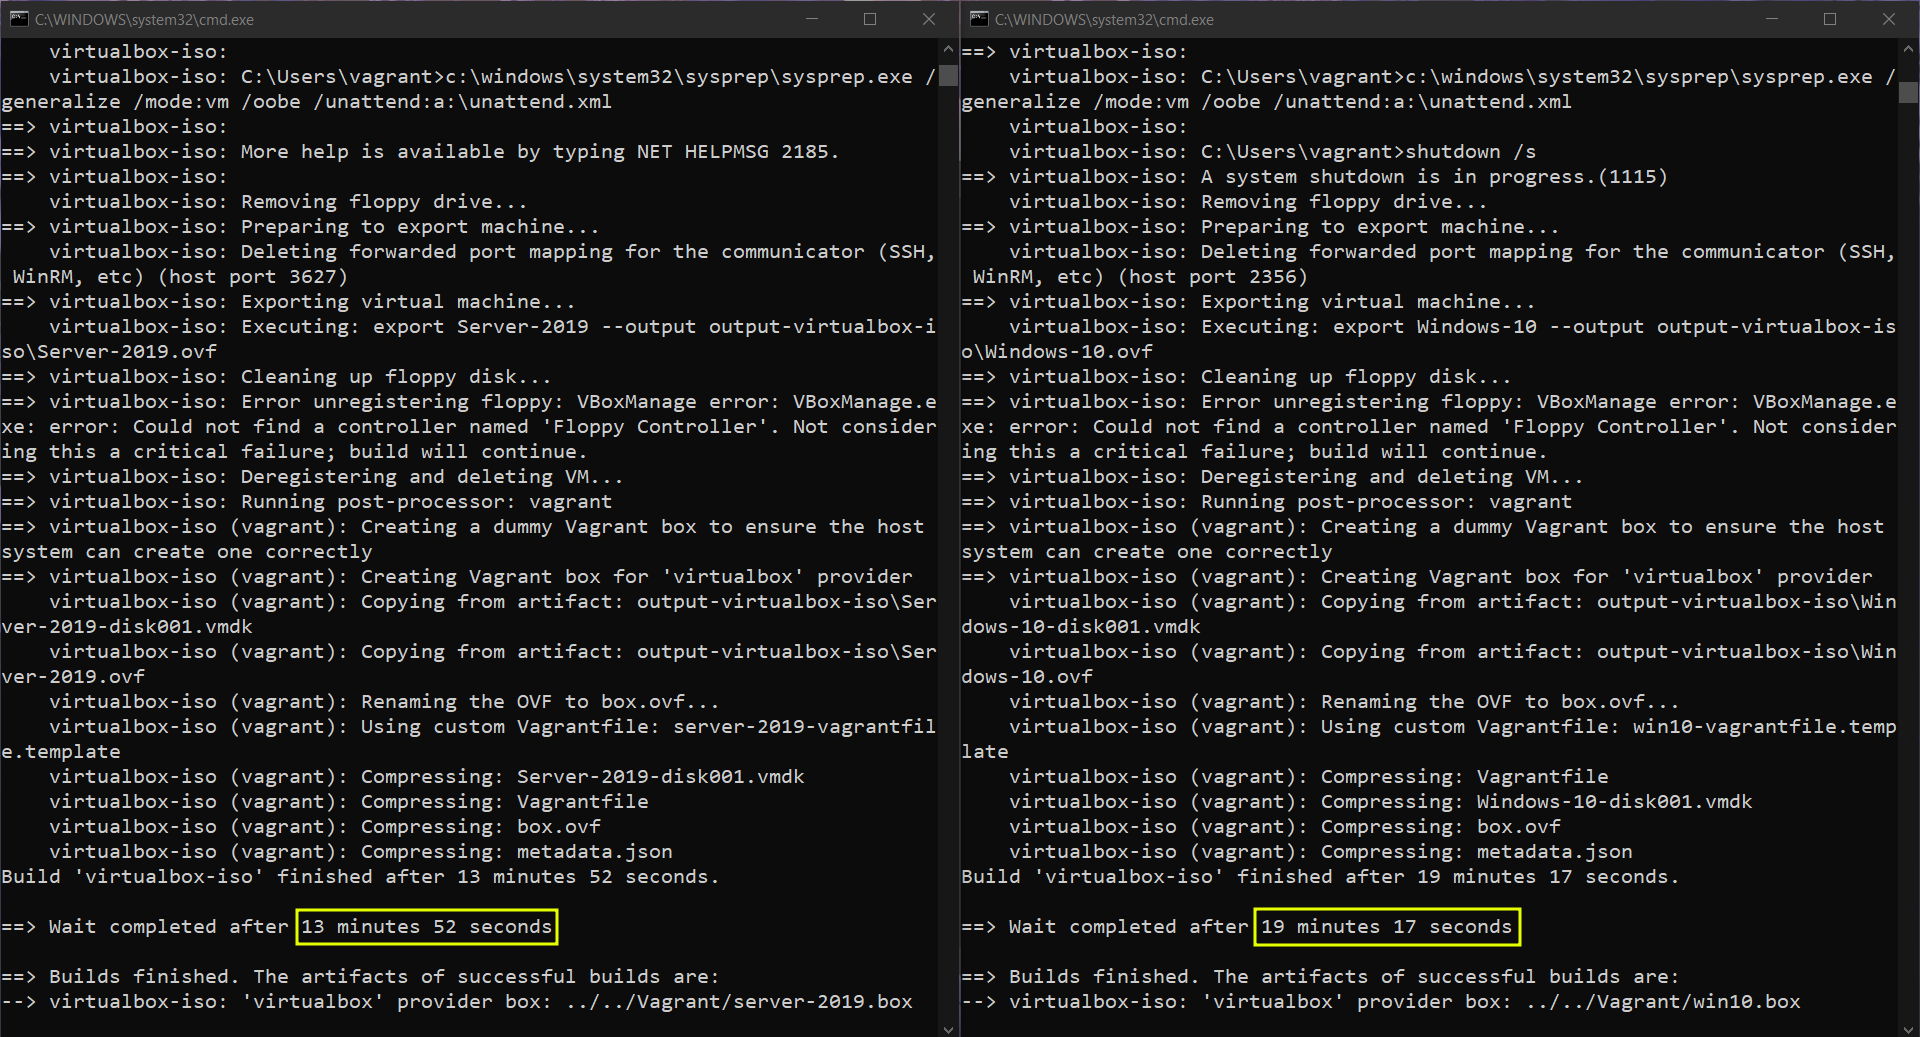 C:\WINDOWS\system32\cmd.exe
virtualbox-iso:
virtualbox-iso: C:\Users\vagrant>c:\windows\system32\sysprep\sysprep.exe /
generalize /mode:vm /oobe /unattend:a:\unattend.xml
==> virtualbox-iso:
==> virtualbox-iso: More help is available by typing NET HELPMSG 2185.
==> virtualbox-iso:
virtualbox-iso: Removing floppy drive...
==> virtualbox-iso: Preparing to export machine...
virtualbox-iso: Deleting forwarded port mapping for the communicator (SSH,
WinRM, etc) (host port 3627)
==> virtualbox-iso: Exporting virtual machine...
virtualbox-iso: Executing: export Server-2019 --output output-virtualbox-i
so\Server-2019.ovf
==> virtualbox-iso: Cleaning up floppy disk...
==> virtualbox-iso: Error unregistering floppy: VBoxManage error: VBoxManage.e
xe: error: Could not find a controller named 'Floppy Controller'. Not consider
ing this a critical failure; build will continue.
==> virtualbox-iso: Deregistering and deleting VM...
==> virtualbox-iso: Running post-processor: vagrant
==> virtualbox-iso (vagrant): Creating a dummy Vagrant box to ensure the host
system can create one correctly
==> virtualbox-iso (vagrant): Creating Vagrant box for 'virtualbox' provider
virtualbox-iso (vagrant): Copying from artifact: output-virtualbox-iso\Ser
ver-2019-disk001.vmdk
virtualbox-iso (vagrant): Copying from artifact: output-virtualbox-iso\Ser
ver-2019.ovf
virtualbox-iso (vagrant): Renaming the OVF to box.ovf...
virtualbox-iso (vagrant): Using custom Vagrantfile: server-2019-vagrantfil
e.template
virtualbox-iso (vagrant): Compressing: Server-2019-disk001.vmdk
virtualbox-iso (vagrant): Compressing: Vagrantfile
virtualbox-iso (vagrant): Compressing: box.ovf
virtualbox-iso (vagrant): Compressing: metadata.json
Build 'virtualbox-iso' finished after 13 minutes 52 seconds.
==> Wait completed after 13 minutes 52 seconds
==> Builds finished. The artifacts of successful builds are:
--> virtualbox-iso: 'virtualbox' provider box: ../../Vagrant/server-2019.box
C:\WINDOWS\system32\cmd.exe
==> virtualbox-iso:
virtualbox-iso: C:\Users\vagrant>c:\windows\system32\sysprep\sysprep.exe /
generalize /mode:vm /oobe /unattend:a:\unattend.xml
virtualbox-iso:
virtualbox-iso: C:\Users\vagrant>shutdown /s
==> virtualbox-iso: A system shutdown is in progress.(1115)
virtualbox-iso: Removing floppy drive...
==> virtualbox-iso: Preparing to export machine...
virtualbox-iso: Deleting forwarded port mapping for the communicator (SSH,
WinRM, etc) (host port 2356)
==> virtualbox-iso: Exporting virtual machine...
virtualbox-iso: Executing: export Windows-10 --output output-virtualbox-is
o\Windows-10.ovf
==> virtualbox-iso: Cleaning up floppy disk...
==> virtualbox-iso: Error unregistering floppy: VBoxManage error: VBoxManage.e
xe: error: Could not find a controller named 'Floppy Controller'. Not consider
ing this a critical failure; build will continue.
==> virtualbox-iso: Deregistering and deleting VM...
==> virtualbox-iso: Running post-processor: vagrant
==> virtualbox-iso (vagrant): Creating a dummy Vagrant box to ensure the host
system can create one correctly
==> virtualbox-iso (vagrant): Creating Vagrant box for 'virtualbox' provider
virtualbox-iso (vagrant): Copying from artifact: output-virtualbox-iso\Win
dows-10-disk001.vmdk
virtualbox-iso (vagrant): Copying from artifact: output-virtualbox-iso\Win
dows-10.ovf
virtualbox-iso (vagrant): Renaming the OVF to box.ovf...
virtualbox-iso (vagrant): Using custom Vagrantfile: win10-vagrantfile.temp
late
virtualbox-iso (vagrant): Compressing: Vagrantfile
virtualbox-iso (vagrant): Compressing: Windows-10-disk001.vmdk
virtualbox-iso (vagrant): Compressing: box.ovf
virtualbox-iso (vagrant): Compressing: metadata.json
Build 'virtualbox-iso' finished after 19 minutes 17 seconds.
==> Wait completed after 19 minutes 17 seconds
==> Builds finished. The artifacts of successful builds are:
--> virtualbox-iso: 'virtualbox' provider box: ../../Vagrant/win10.box